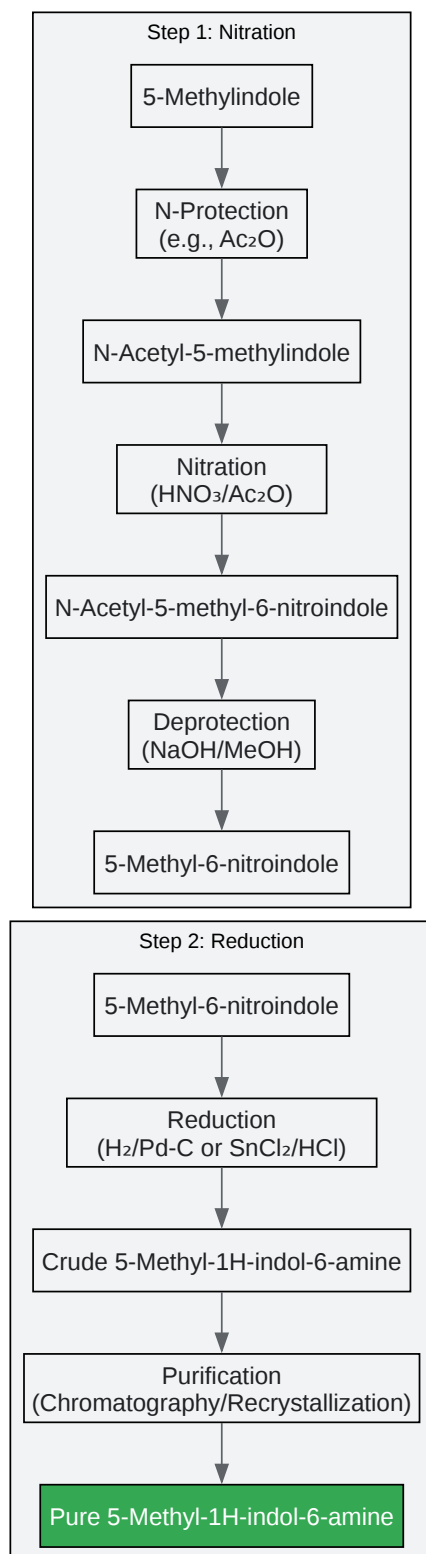 Step 1: Nitration
5-Methylindole
N-Protection
(e.g., Ac₂O)
N-Acetyl-5-methylindole
Nitration
(HNO₃/Ac₂O)
N-Acetyl-5-methyl-6-nitroindole
Deprotection
(NaOH/MeOH)
5-Methyl-6-nitroindole
Step 2: Reduction
5-Methyl-6-nitroindole
Reduction
(H₂/Pd-C or SnCl₂/HCl)
Crude 5-Methyl-1H-indol-6-amine
Purification
(Chromatography/Recrystallization)
Pure 5-Methyl-1H-indol-6-amine